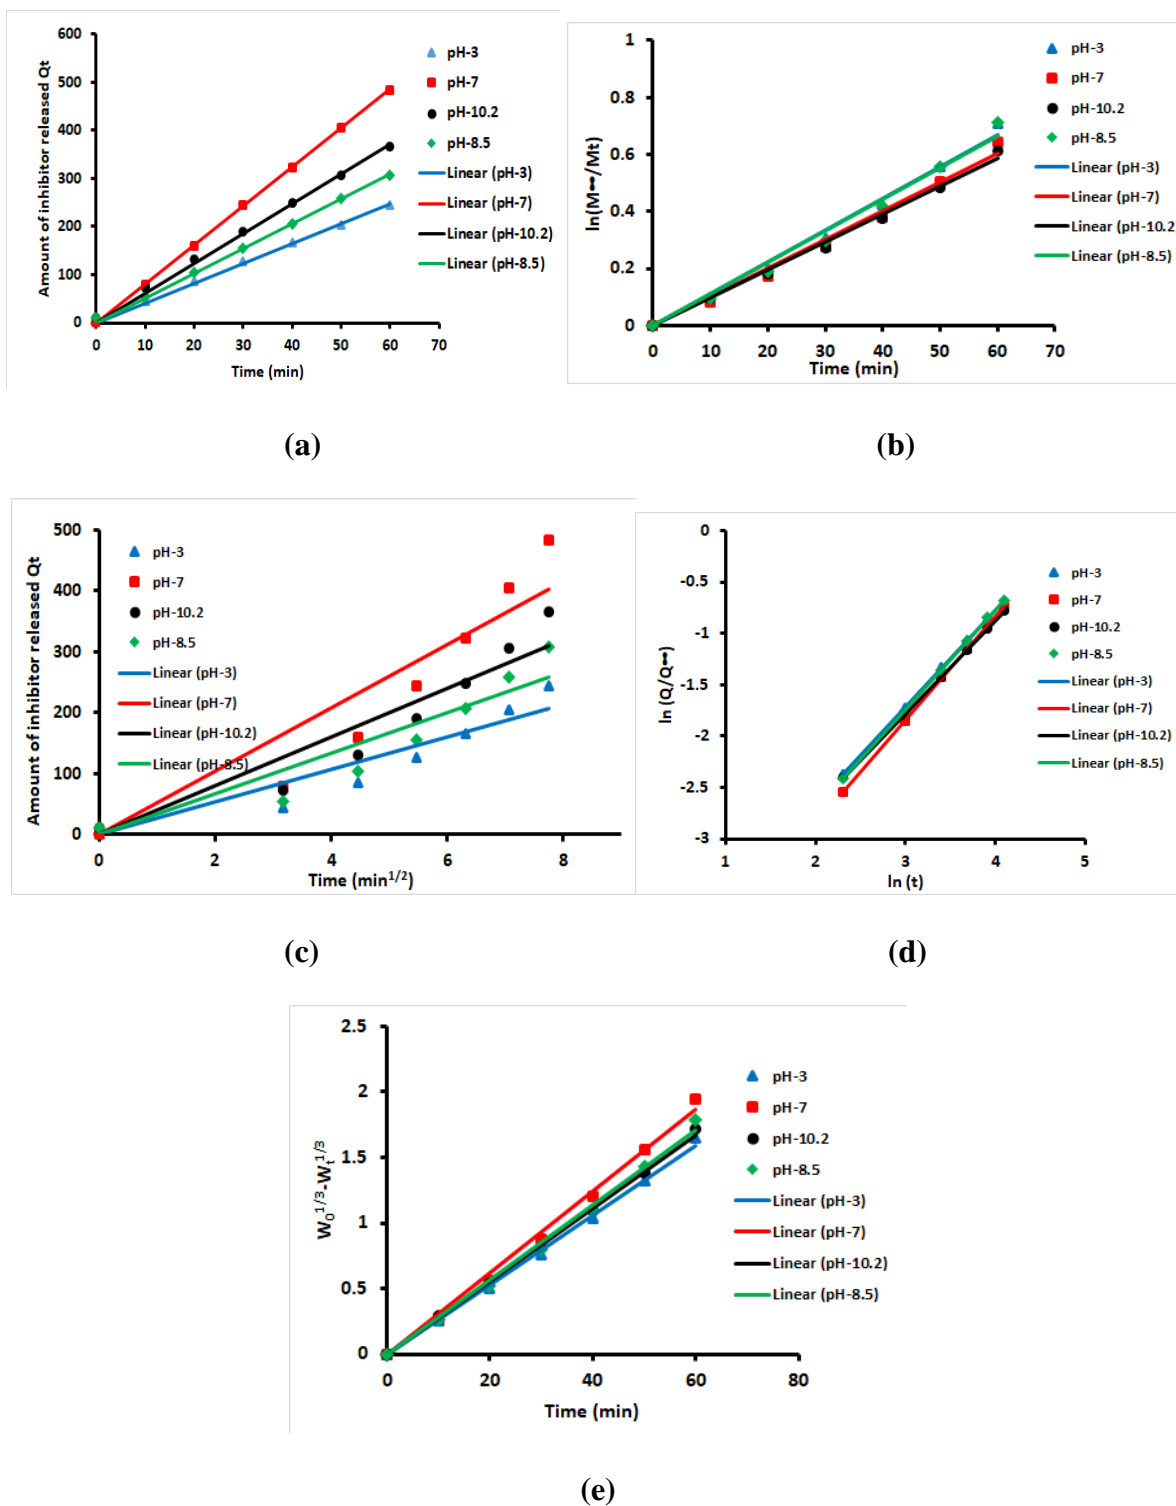 Amount of inhibitor released Qt
600
500
400
300
200
100
0
0 10 20 30 40 50 60 70
Time (min)
pH-3
pH-7
pH-10.2
pH-8.5
Linear (pH-3)
Linear (pH-7)
Linear (pH-10.2)
Linear (pH-8.5)
(a)
ln(M∞/Mt)
1
0.8
0.6
0.4
0.2
0
0 10 20 30 40 50 60 70
Time (min)
pH-3
pH-7
pH-10.2
pH-8.5
Linear (pH-3)
Linear (pH-7)
Linear (pH-10.2)
Linear (pH-8.5)
(b)
Amount of inhibitor released Qt
500
400
300
200
100
0
0 2 4 6 8
Time (min1/2)
pH-3
pH-7
pH-10.2
pH-8.5
Linear (pH-3)
Linear (pH-7)
Linear (pH-10.2)
Linear (pH-8.5)
(c)
ln (Q/Q∞)
0
-0.5
-1
-1.5
-2
-2.5
-3
1 2 3 4 5
ln (t)
pH-3
pH-7
pH-10.2
pH-8.5
Linear (pH-3)
Linear (pH-7)
Linear (pH-10.2)
Linear (pH-8.5)
(d)
W01/3-Wt1/3
2.5
2
1.5
1
0.5
0
0 20 40 60 80
Time (min)
pH-3
pH-7
pH-10.2
pH-8.5
Linear (pH-3)
Linear (pH-7)
Linear (pH-10.2)
Linear (pH-8.5)
(e)